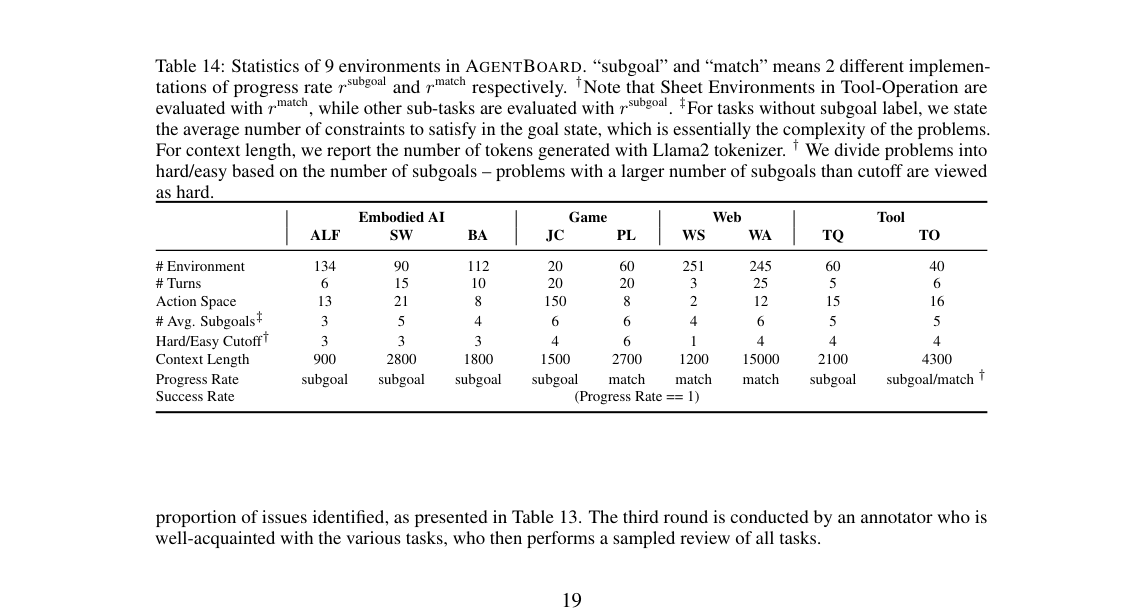 Table 14: Statistics of 9 environments in AGENTBOARD. “subgoal” and “match” means 2 different implemen-
tations of progress rate r^subgoal and r^match respectively. †Note that Sheet Environments in Tool-Operation are
evaluated with r^match, while other sub-tasks are evaluated with r^subgoal. ‡For tasks without subgoal label, we state
the average number of constraints to satisfy in the goal state, which is essentially the complexity of the problems.
For context length, we report the number of tokens generated with Llama2 tokenizer. † We divide problems into
hard/easy based on the number of subgoals – problems with a larger number of subgoals than cutoff are viewed
as hard.
Embodied AI Game Web Tool
ALF SW BA JC PL WS WA TQ TO
# Environment 134 90 112 20 60 251 245 60 40
# Turns 6 15 10 20 20 3 25 5 6
Action Space 13 21 8 150 8 2 12 15 16
# Avg. Subgoals‡ 3 5 4 6 6 4 6 5 5
Hard/Easy Cutoff† 3 3 3 4 6 1 4 4 4
Context Length 900 2800 1800 1500 2700 1200 15000 2100 4300
Progress Rate subgoal subgoal subgoal subgoal match match match subgoal subgoal/match †
Success Rate (Progress Rate == 1)
proportion of issues identified, as presented in Table 13. The third round is conducted by an annotator who is
well-acquainted with the various tasks, who then performs a sampled review of all tasks.
19